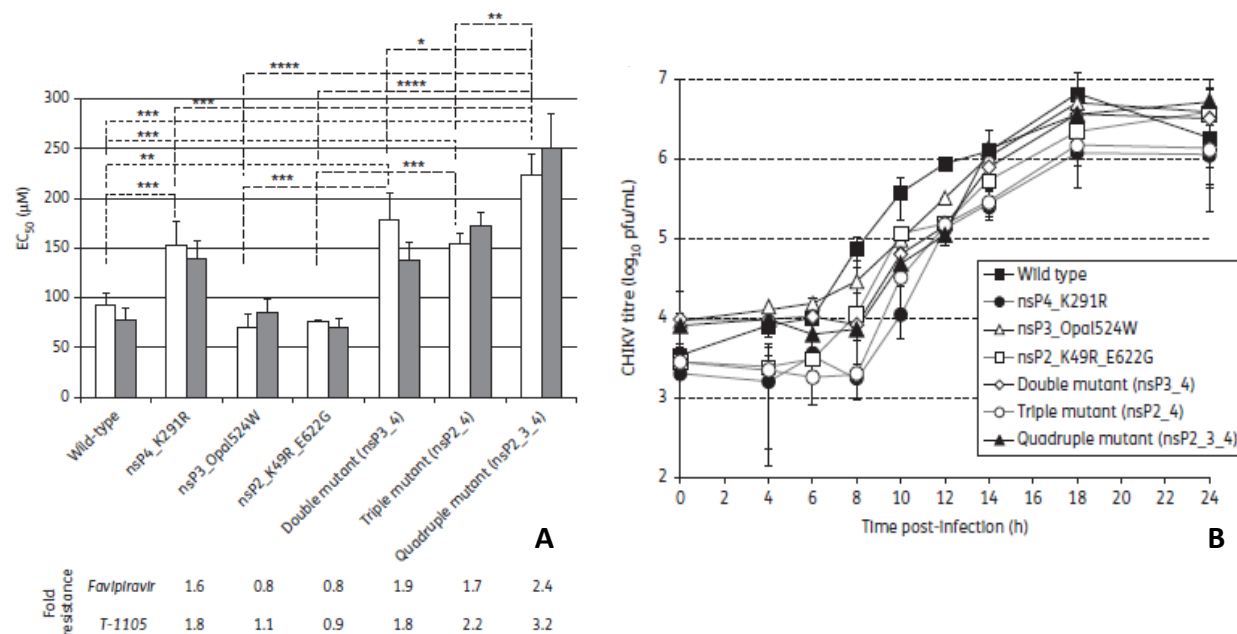 **
*
****
****
***
***
***
**
***
***
***
300
250
200
150
100
50
0
EC50 (μM)
Wild-type
nsP4_K291R
nsP3_Opal524W
nsP2_K49R_E622G
Double mutant (nsP3_4)
Triple mutant (nsP2_4)
Quadruple mutant (nsP2_3_4)
A
Fold resistance
Favipiravir 1.6 0.8 0.8 1.9 1.7 2.4
T-1105 1.8 1.1 0.9 1.8 2.2 3.2
7
6
5
4
3
2
CHIKV titre (log10 pfu/mL)
0 2 4 6 8 10 12 14 16 18 20 22 24
Time post-infection (h)
Wild type
nsP4_K291R
nsP3_Opal524W
nsP2_K49R_E622G
Double mutant (nsP3_4)
Triple mutant (nsP2_4)
Quadruple mutant (nsP2_3_4)
B